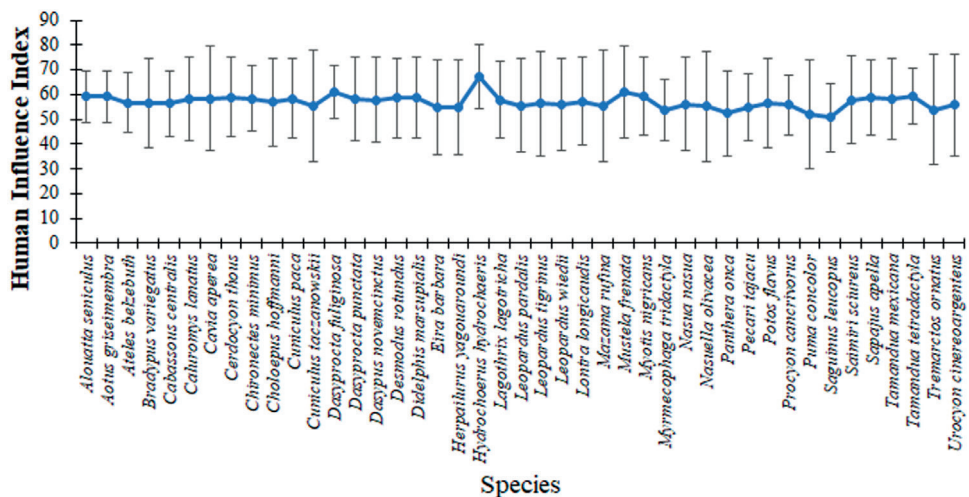 Human Influence Index
90
80
70
60
50
40
30
20
10
0
Alouatta seniculus
Aotus griseimembra
Ateles belzebuth
Bradypus variegatus
Cabassous centralis
Caluromys lanatus
Cavia aperea
Cerdocyon thous
Chironectes minimus
Choloepus hoffmanni
Cuniculus paca
Cuniculus taczanowskii
Dasyprocta fuliginosa
Dasyprocta punctata
Dasypus novemcinctus
Desmodus rotundus
Didelphis marsupialis
Eira barbara
Herpailurus yagouaroundi
Hydrochoerus hydrochaeris
Lagothrix lagotricha
Leopardus pardalis
Leopardus tigrinus
Leopardus wiedii
Lontra longicaudis
Mazama rufina
Mustela frenata
Myotis nigricans
Myrmecophaga tridactyla
Nasua nasua
Nasuella olivacea
Panthera onca
Pecari tajacu
Potos flavus
Procyon cancrivorus
Puma concolor
Saguinus leucopus
Saimiri sciureus
Sapajus apella
Tamandua mexicana
Tamandua tetradactyla
Tremarctos ornatus
Urocyon cinereoargenteus
Species